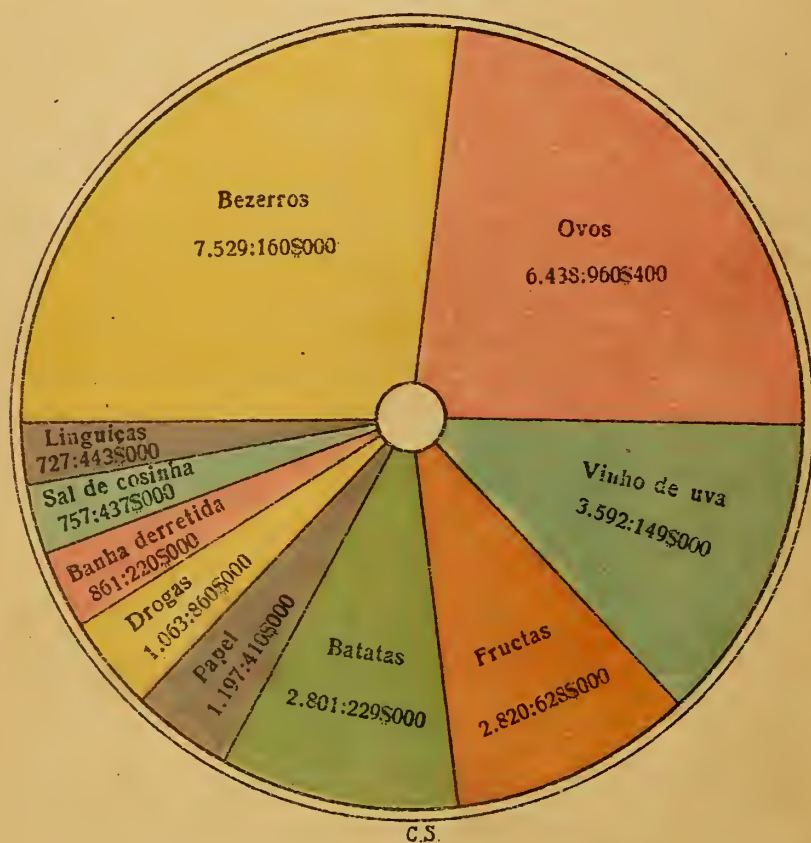 Bezerros
7.529:160$000
Ovos
6.438:960$400
Vinho de uva
3.592:149$000
Fructas
2.820:628$000
Batatas
2.801:229$000
Papel
1.197:410$000
Drogas
1.063:860$000
Banha derretida
861:220$000
Sal de cosinha
757:437$000
Linguiças
727:443$000
C.S.